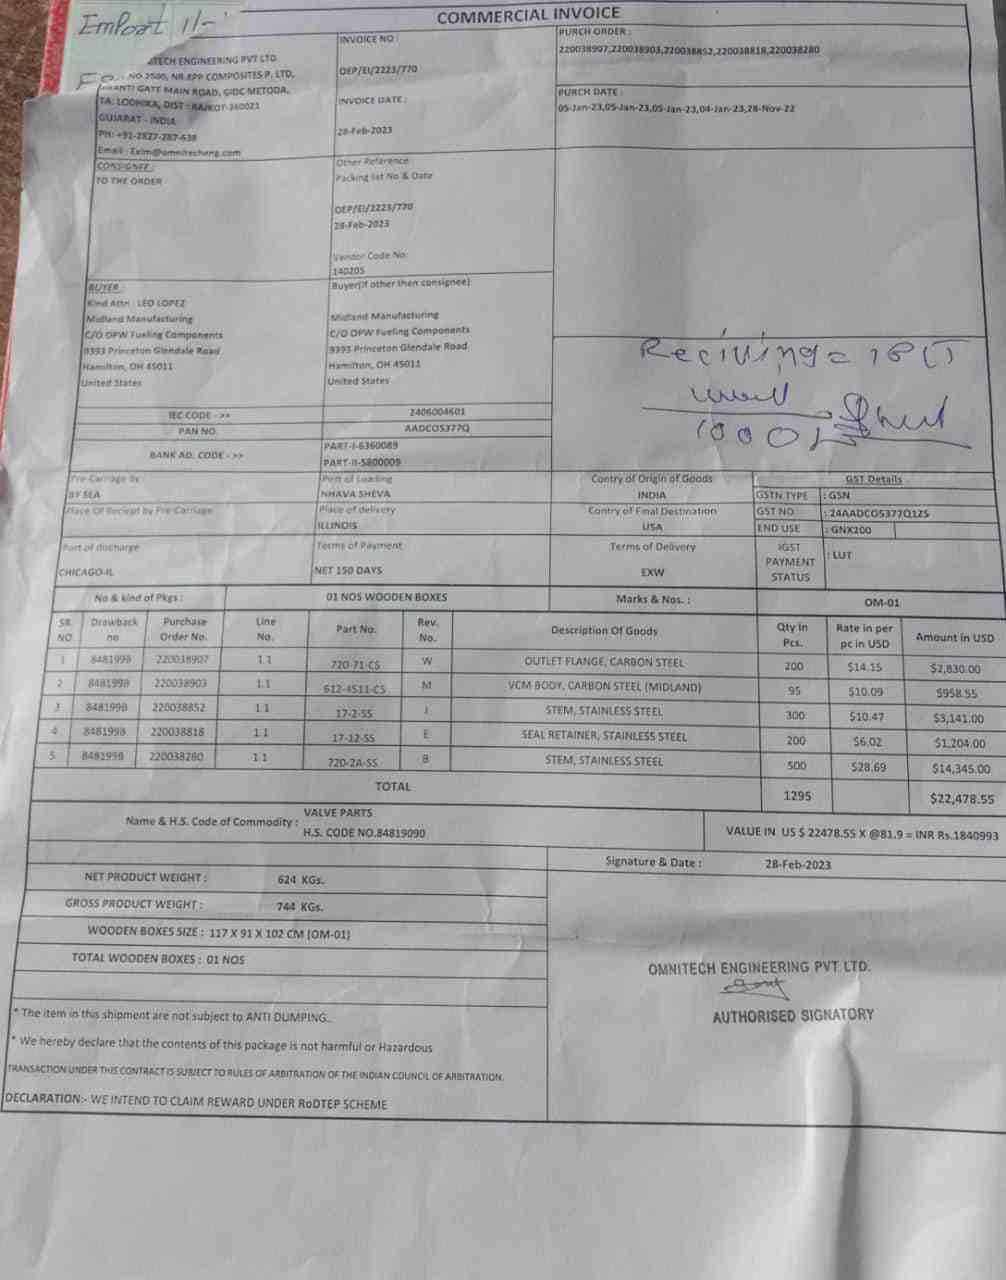 COMMERCIAL INVOICE
Import 11-
TECH ENGINEERING PVT LTD
NO 2500, NR.EPP COMPOSITES P. LTD,
GATE MAIN ROAD, GIDC METODA,
TA: LODHIKA, DIST : RAJKOT-360021
GUJARAT - INDIA
PH: +91-2827-287-638
Email : Exim@omnitecheng.com
INVOICE NO
OEP/EI/2223/770
INVOICE DATE :
28-Feb-2023
PURCH ORDER :
220038907,220038903,220038852,220038818,220038280
PURCH DATE :
05-Jan-23,05-Jan-23,05-Jan-23,04-Jan-23,28-Nov-22
CONSIGNEE :
TO THE ORDER
Other Reference
Packing list No & Date
OEP/EI/2223/770
28-Feb-2023
Vendor Code No:
140205
BUYER :
Kind Attn : LEO LOPEZ
Midland Manufacturing
C/O OPW Fueling Components
9393 Princeton Glendale Road
Hamilton, OH 45011
United States
Buyer(if other then consignee)
Midland Manufacturing
C/O OPW Fueling Components
9393 Princeton Glendale Road
Hamilton, OH 45011
United States
Reciving =
IEC CODE - >> 2406004601
PAN NO. AADCO5377Q
BANK AD. CODE - >> PART-I-6360089
PART-II-5800009
Pre-Carriage by
BY SEA
Port of Loading
NHAVA SHEVA
Contry of Origin of Goods
INDIA
GST Details
GSTN TYPE : GSN
Place Of Reciept by Pre-Carriage
Place of delivery
ILLINOIS
Contry of Final Destination
USA
GST NO : 24AADCO5377Q1Z5
END USE : GNX200
Port of discharge
CHICAGO-IL
Terms of Payment
NET 150 DAYS
Terms of Delivery
EXW
IGST PAYMENT STATUS : LUT
No & kind of Pkgs : 01 NOS WOODEN BOXES Marks & Nos. : OM-01
SR. NO Drawback no Purchase Order No. Line No. Part No. Rev. No. Description Of Goods Qty in Pcs. Rate in per pc in USD Amount in USD
1 8481998 220038907 1.1 720-71-CS W OUTLET FLANGE, CARBON STEEL 200 $14.15 $2,830.00
2 8481998 220038903 1.1 612-4511-CS M VCM BODY, CARBON STEEL (MIDLAND) 95 $10.09 $958.55
3 8481998 220038852 1.1 17-2-SS J STEM, STAINLESS STEEL 300 $10.47 $3,141.00
4 8481998 220038818 1.1 17-12-SS E SEAL RETAINER, STAINLESS STEEL 200 $6.02 $1,204.00
5 8481998 220038280 1.1 720-2A-SS B STEM, STAINLESS STEEL 500 $28.69 $14,345.00
TOTAL 1295 $22,478.55
Name & H.S. Code of Commodity : VALVE PARTS
H.S. CODE NO.84819090
VALUE IN US $ 22478.55 X @81.9 = INR Rs.1840993
Signature & Date : 28-Feb-2023
NET PRODUCT WEIGHT : 624 KGs.
GROSS PRODUCT WEIGHT : 744 KGs.
WOODEN BOXES SIZE : 117 X 91 X 102 CM (OM-01)
TOTAL WOODEN BOXES : 01 NOS
OMNITECH ENGINEERING PVT LTD.
AUTHORISED SIGNATORY
* The item in this shipment are not subject to ANTI DUMPING..
* We hereby declare that the contents of this package is not harmful or Hazardous
TRANSACTION UNDER THIS CONTRACT IS SUBJECT TO RULES OF ARBITRATION OF THE INDIAN COUNCIL OF ARBITRATION.
DECLARATION:- WE INTEND TO CLAIM REWARD UNDER RoDTEP SCHEME